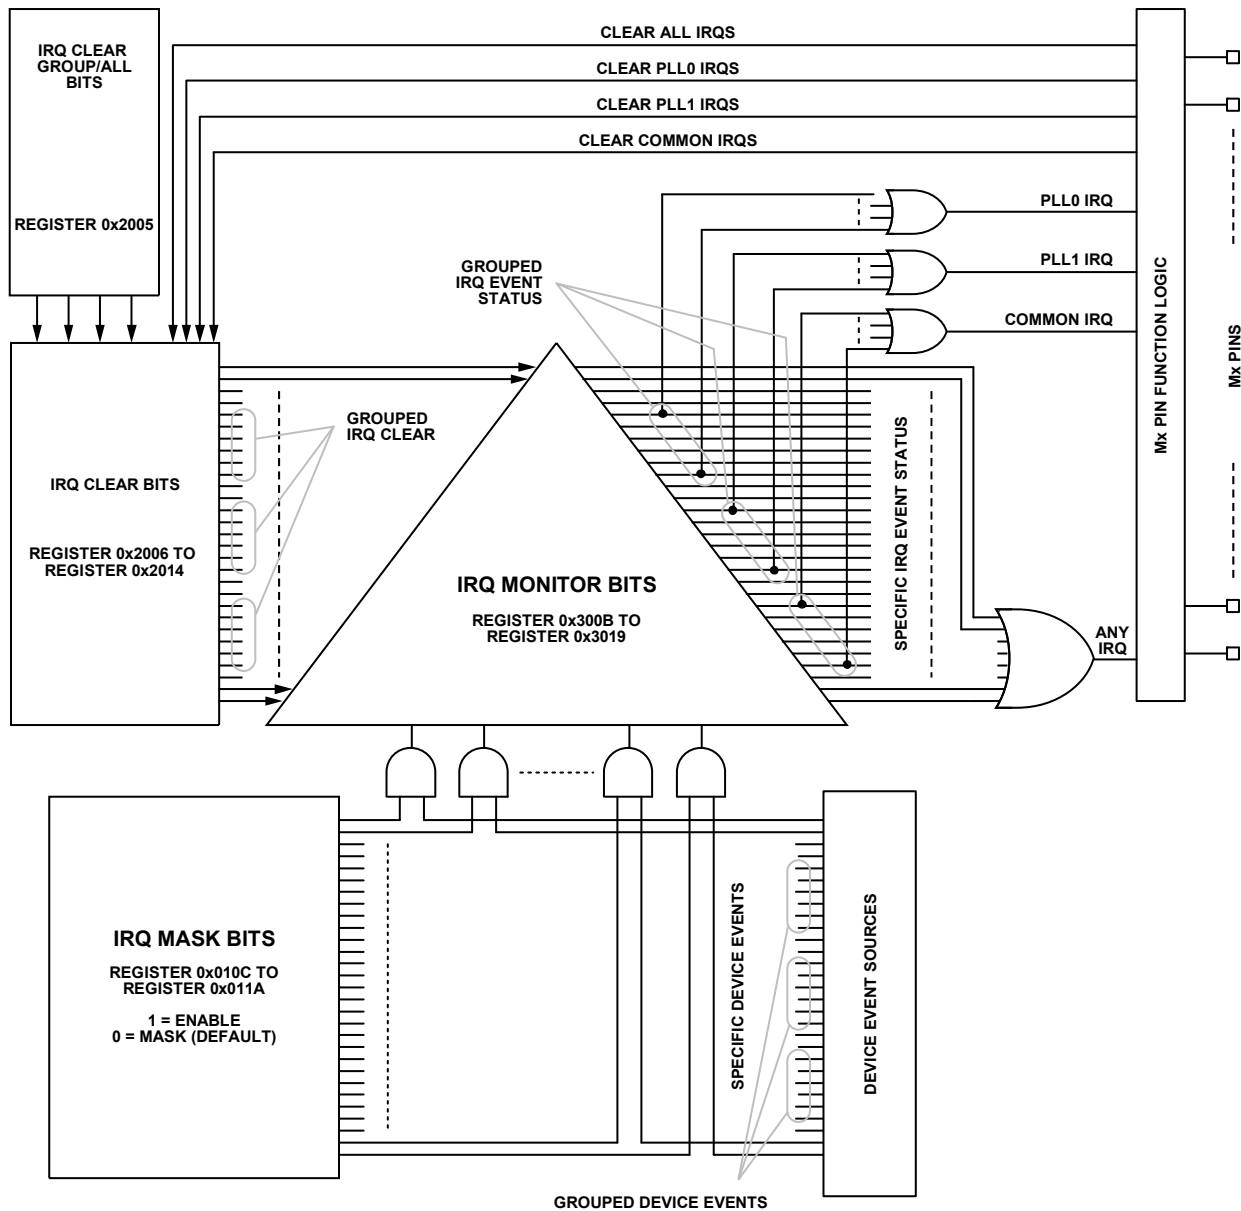 IRQ CLEAR
GROUP/ALL
BITS
REGISTER 0x2005
CLEAR ALL IRQS
CLEAR PLL0 IRQS
CLEAR PLL1 IRQS
CLEAR COMMON IRQS
PLL0 IRQ
PLL1 IRQ
COMMON IRQ
GROUPED
IRQ EVENT
STATUS
Mx PIN FUNCTION LOGIC
Mx PINS
GROUPED
IRQ CLEAR
IRQ CLEAR BITS
REGISTER 0x2006 TO
REGISTER 0x2014
IRQ MONITOR BITS
REGISTER 0x300B TO
REGISTER 0x3019
SPECIFIC IRQ EVENT STATUS
ANY
IRQ
IRQ MASK BITS
REGISTER 0x010C TO
REGISTER 0x011A
1 = ENABLE
0 = MASK (DEFAULT)
SPECIFIC DEVICE EVENTS
DEVICE EVENT SOURCES
GROUPED DEVICE EVENTS